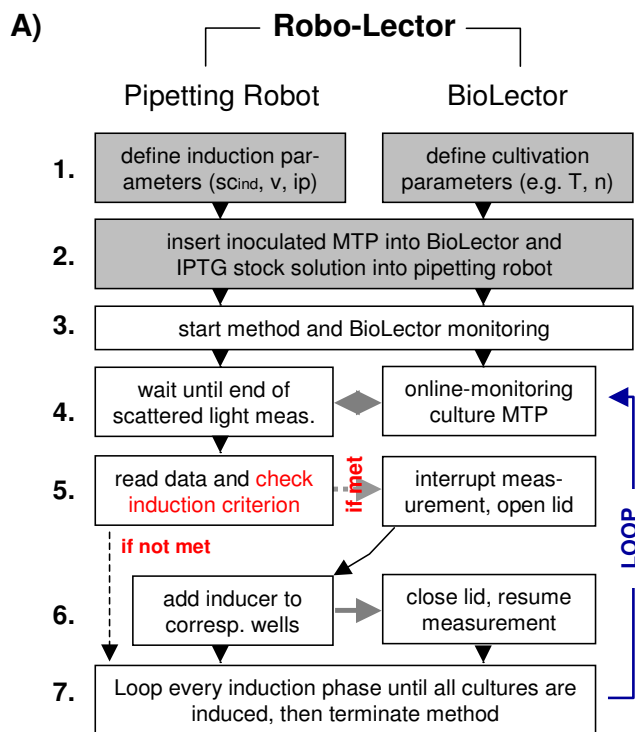 A)
Robo-Lector
Pipetting Robot
BioLector
1.
define induction par-
ameters (scind, v, ip)
define cultivation
parameters (e.g. T, n)
2.
insert inoculated MTP into BioLector and
IPTG stock solution into pipetting robot
3.
start method and BioLector monitoring
4.
wait until end of
scattered light meas.
online-monitoring
culture MTP
5.
read data and check
induction criterion
if met
interrupt meas-
urement, open lid
if not met
LOOP
6.
add inducer to
corresp. wells
close lid, resume
measurement
7.
Loop every induction phase until all cultures are
induced, then terminate method